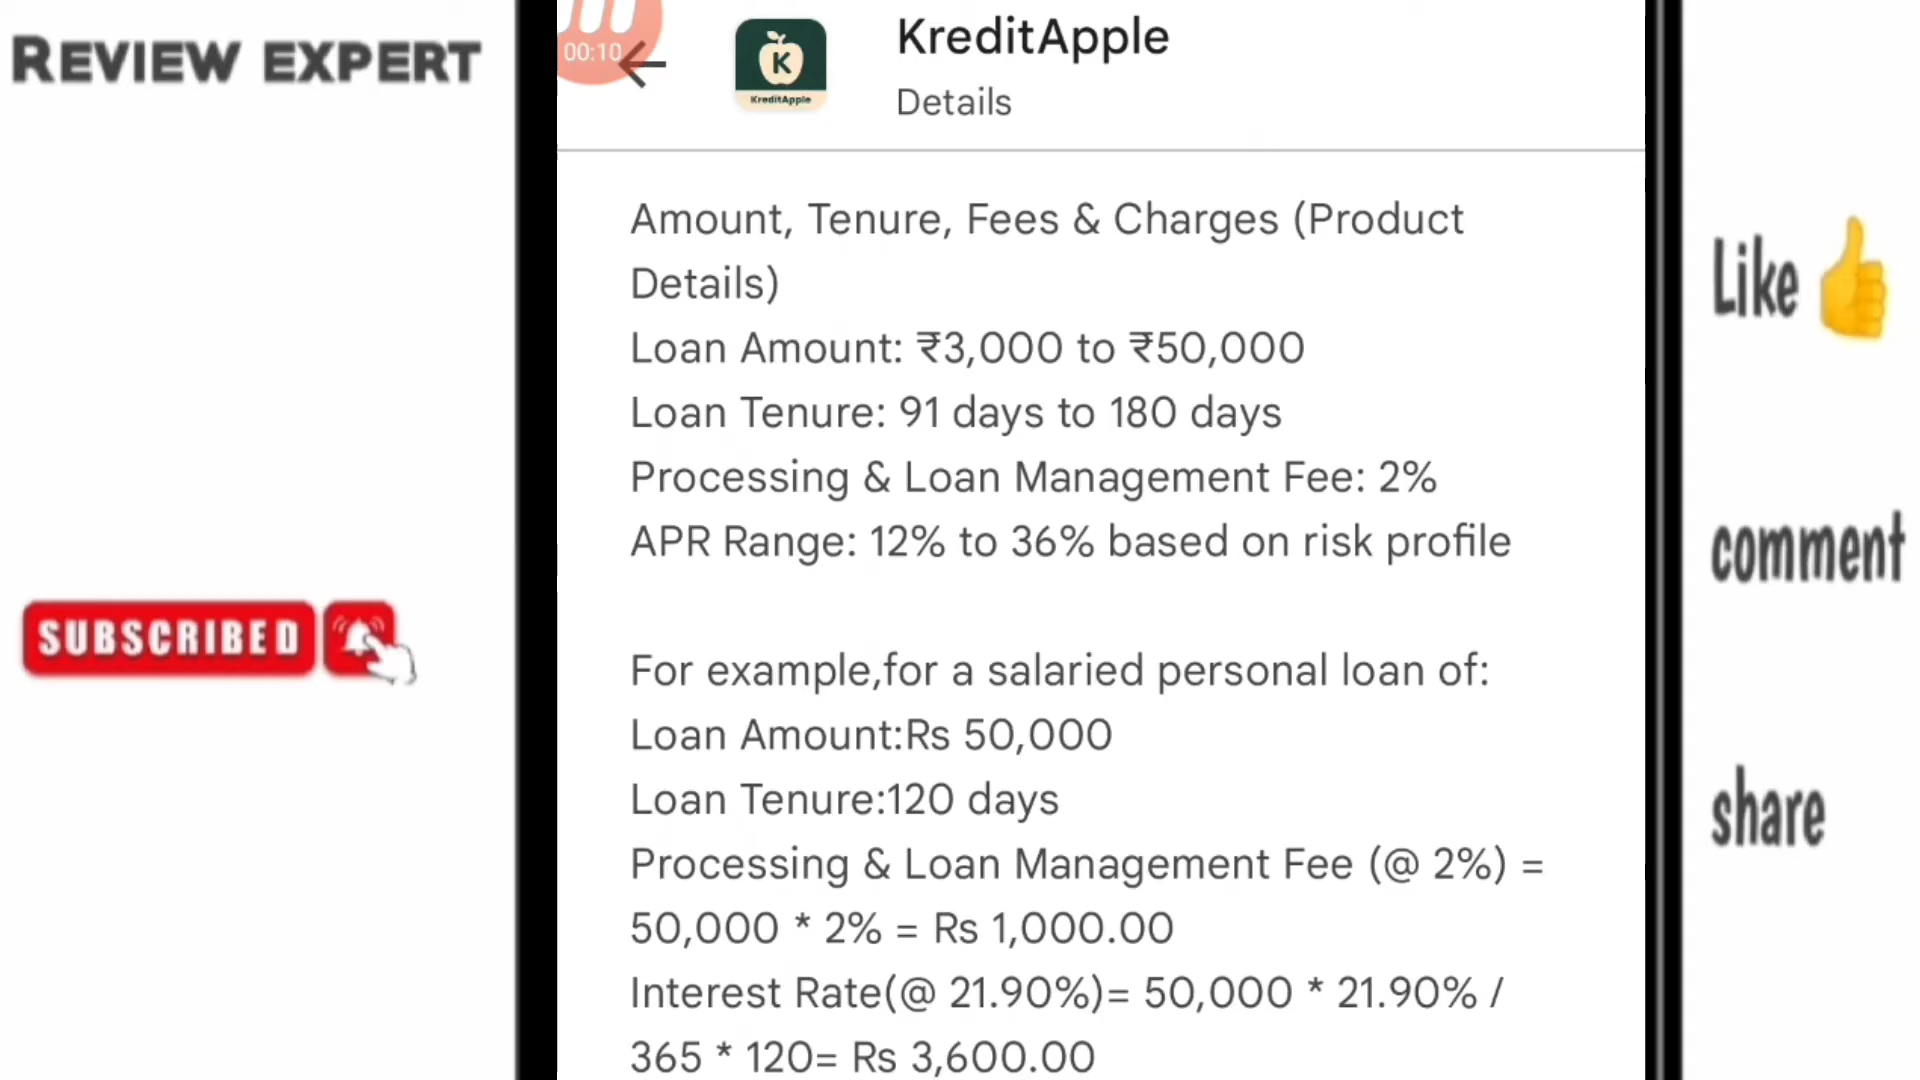 REVIEW EXPERT
00:10
K
KreditApple
KreditApple
Details
Amount, Tenure, Fees & Charges (Product
Details)
Loan Amount: ₹3,000 to ₹50,000
Loan Tenure: 91 days to 180 days
Processing & Loan Management Fee: 2%
APR Range: 12% to 36% based on risk profile
For example,for a salaried personal loan of:
Loan Amount:Rs 50,000
Loan Tenure:120 days
Processing & Loan Management Fee (@ 2%) =
50,000 * 2% = Rs 1,000.00
Interest Rate(@ 21.90%)= 50,000 * 21.90% /
365 * 120= Rs 3,600.00
SUBSCRIBED
Like
comment
share